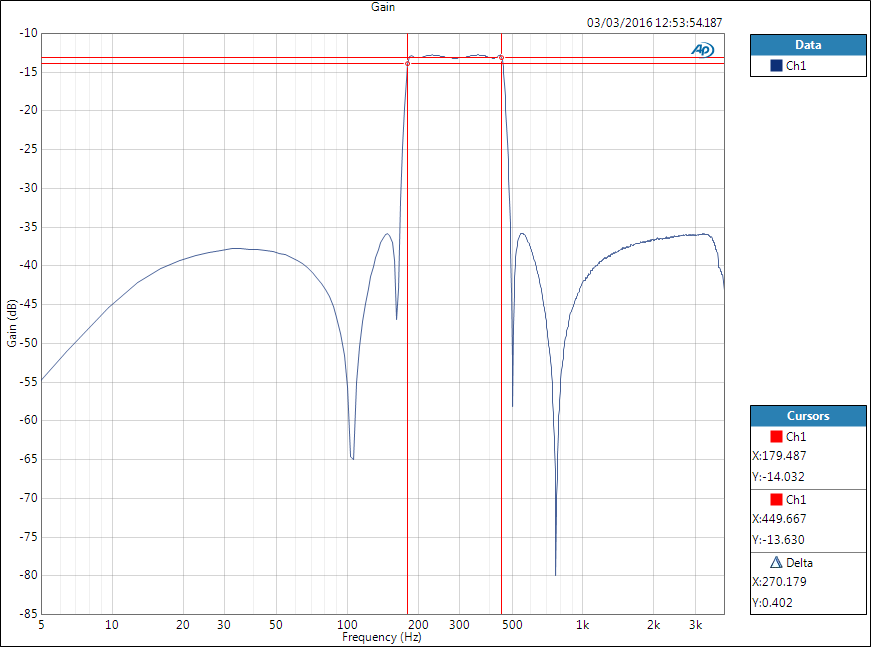 Gain
03/03/2016 12:53:54.187
Gain (dB)
-10
-15
-20
-25
-30
-35
-40
-45
-50
-55
-60
-65
-70
-75
-80
-85
5 10 20 30 50 100 200 300 500 1k 2k 3k
Frequency (Hz)
Ap
Data
Ch1
Cursors
Ch1
X:179.487
Y:-14.032
Ch1
X:449.667
Y:-13.630
Delta
X:270.179
Y:0.402